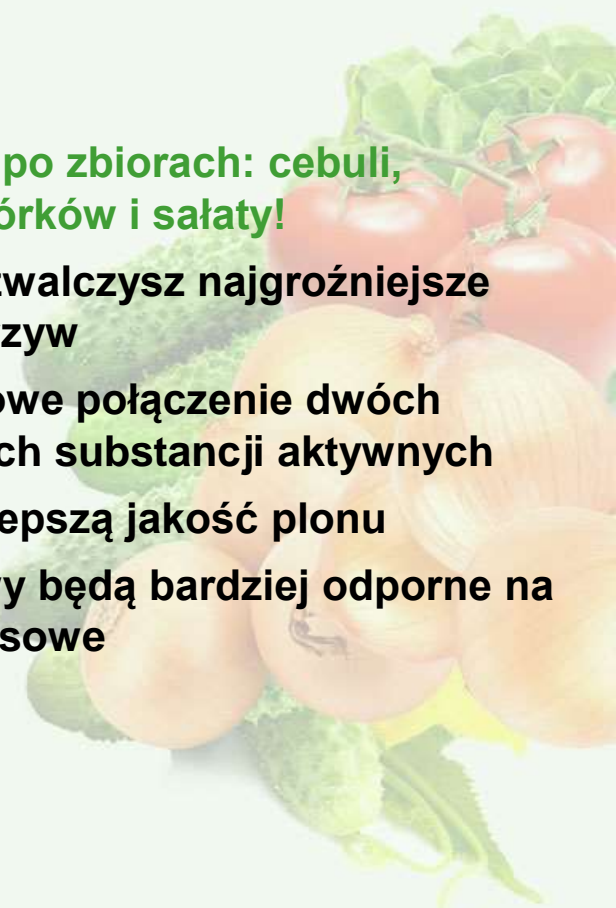 po zbiorach: cebuli,
órków i sałaty!
walczysz najgroźniejsze
zyw
owe połączenie dwóch
ch substancji aktywnych
epszą jakość plonu
y będą bardziej odporne na
sowe